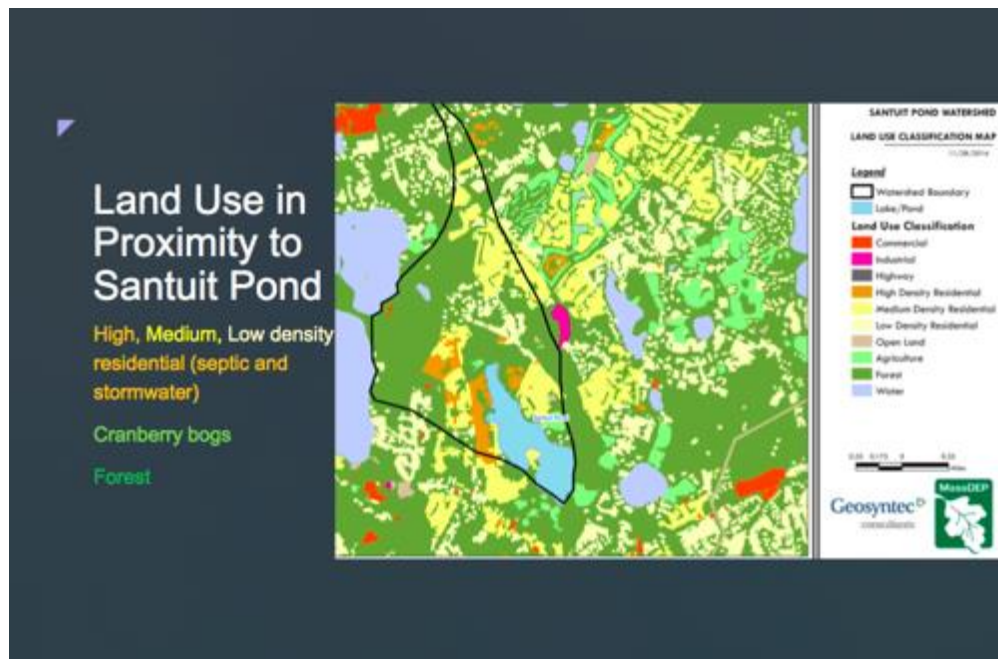 Land Use in
Proximity to
Santuit Pond
High, Medium, Low density
residential (septic and
stormwater)
Cranberry bogs
Forest
SANTUIT POND WATERSHED
LAND USE CLASSIFICATION MAP
Legend
Watershed Boundary
Lake/Pond
Land Use Classification
Commercial
Industrial
Highway
High Density Residential
Medium Density Residential
Low Density Residential
Open Land
Agriculture
Forest
Water
Geosyntec
consultants
MassDEP